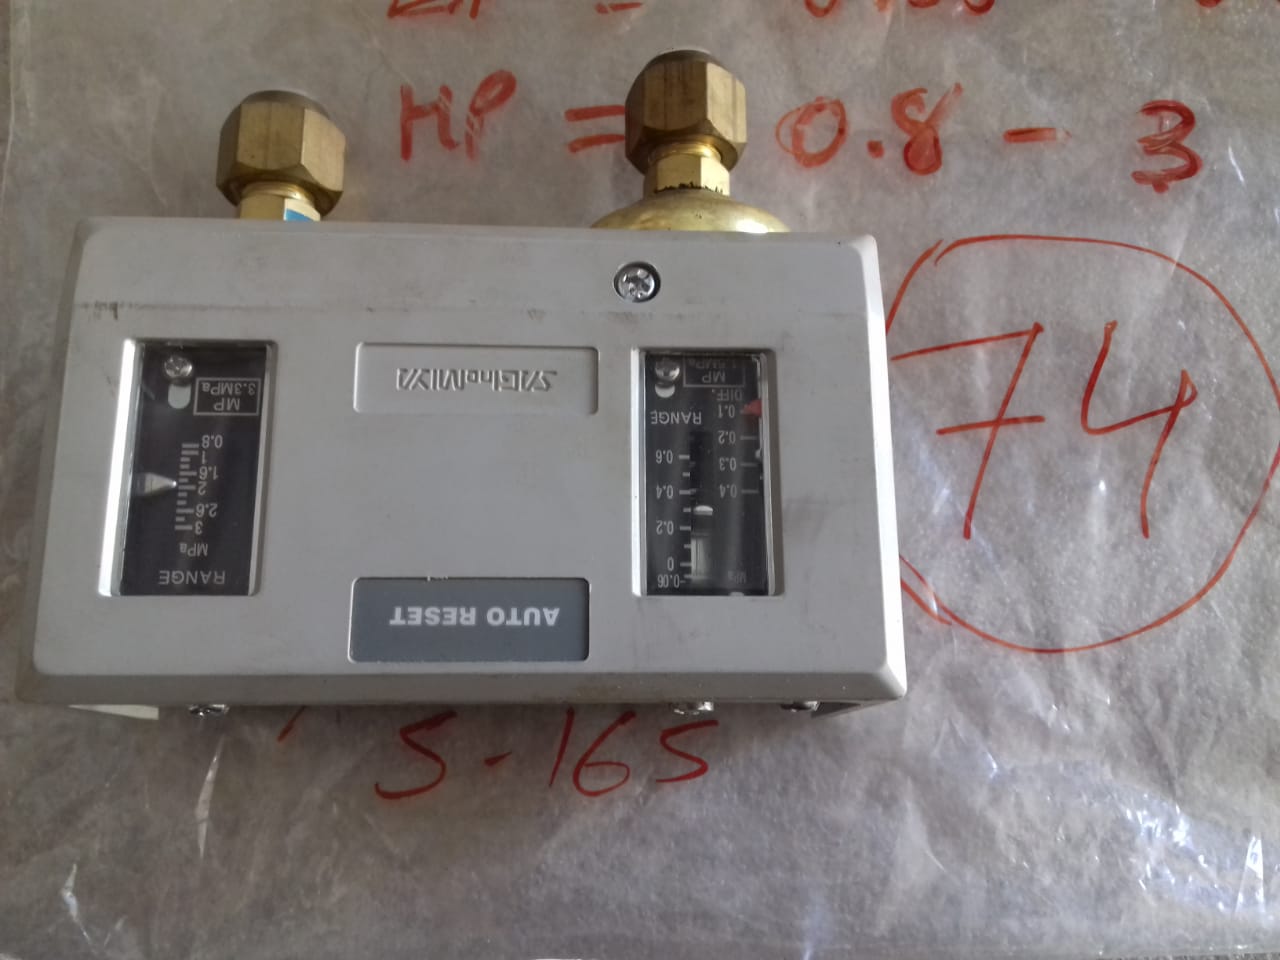 HP = 0.8 - 3
74
SAGInoMIYA
MP
3.3MPa
0.8
1
1.6
2
2.6
3
MPa
RANGE
MP
DIFF.
RANGE
0.1
0.2
0.3
0.4
0.6
0.4
0.2
0
-0.06
MPa
AUTO RESET
S-165